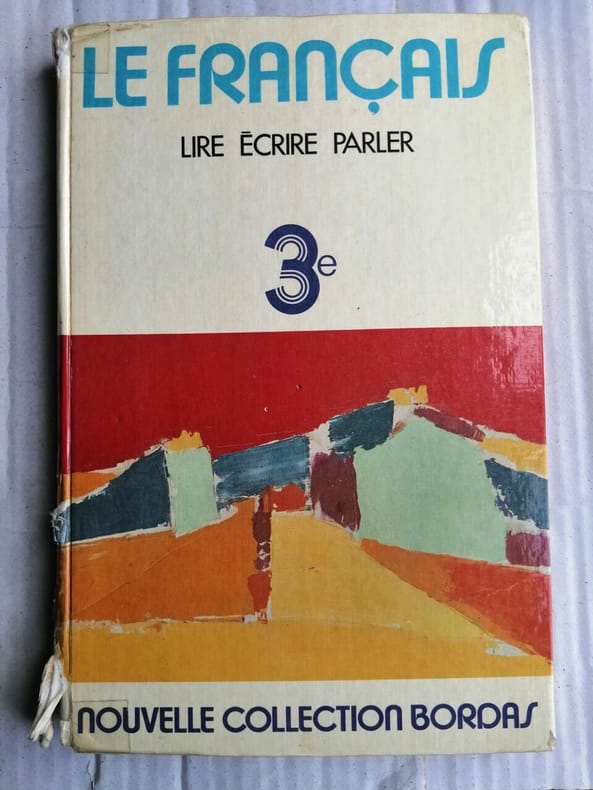 LE FRANÇAIS
LIRE ÉCRIRE PARLER
3e
NOUVELLE COLLECTION BORDAS